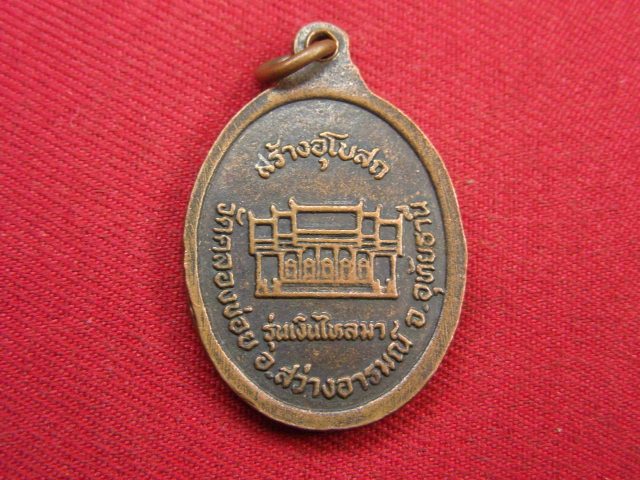 สร้างอุโบสถ
รุ่นเงินไหลมา
วัดคลองข่อย อ.สว่างอารมณ์ จ.อุทัยธานี